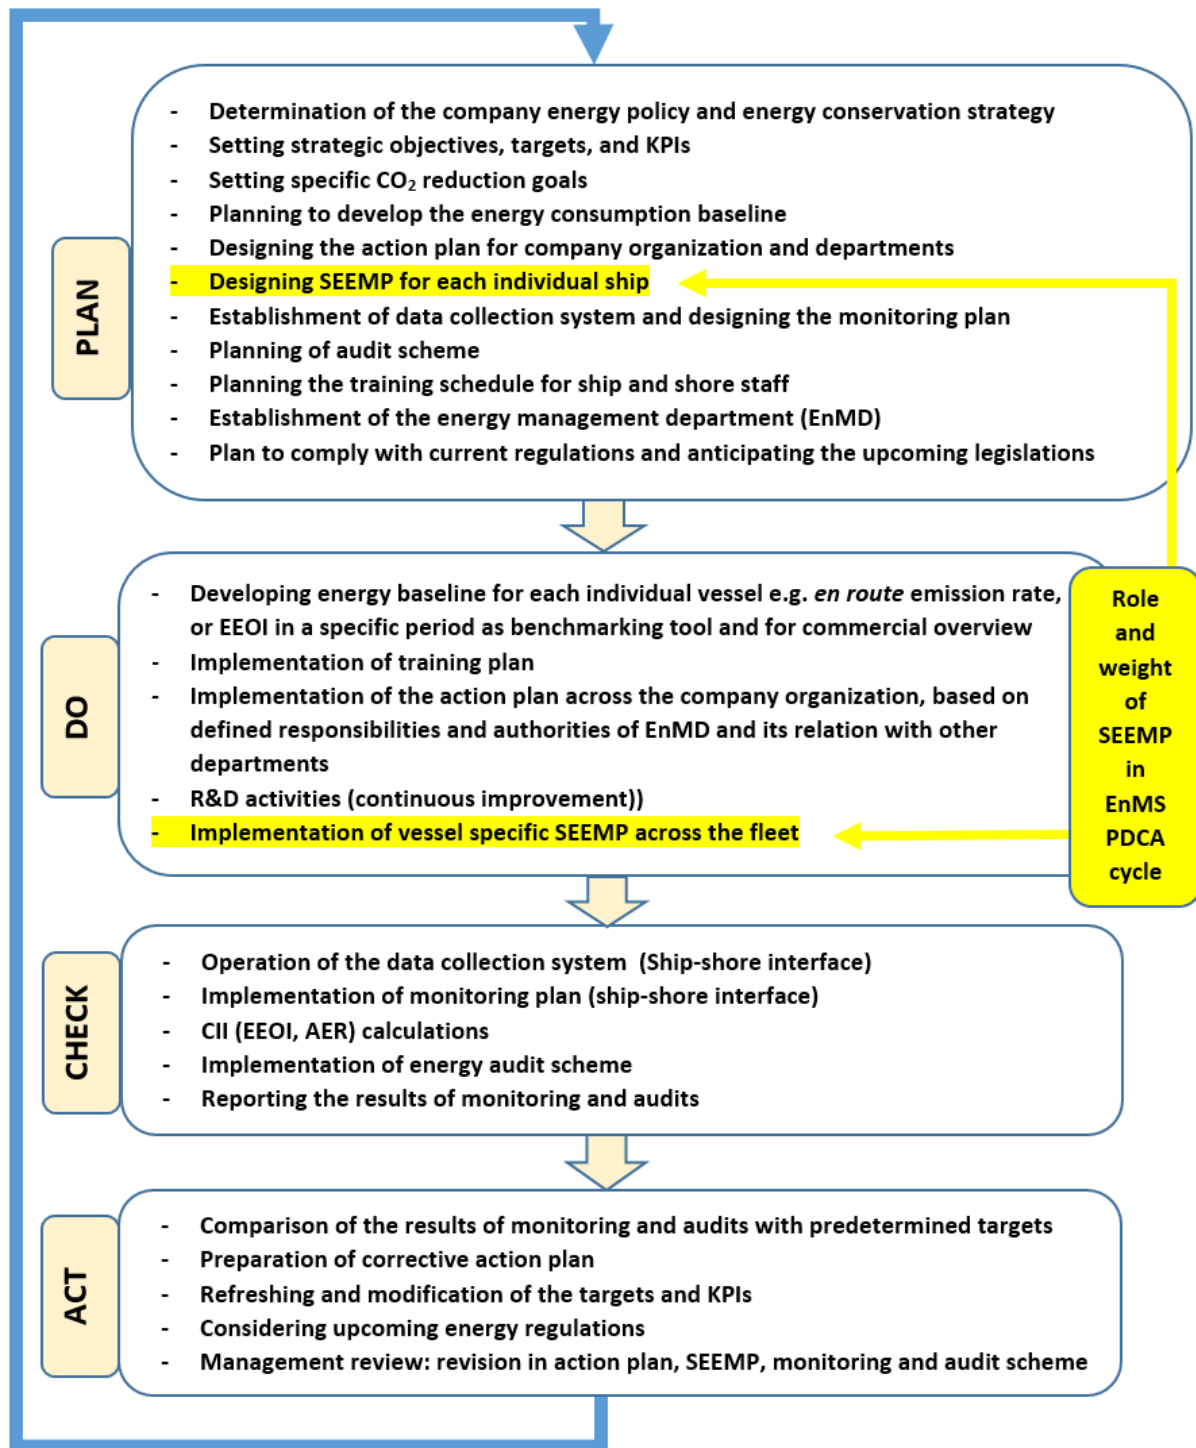 PLAN
- Determination of the company energy policy and energy conservation strategy
- Setting strategic objectives, targets, and KPIs
- Setting specific CO₂ reduction goals
- Planning to develop the energy consumption baseline
- Designing the action plan for company organization and departments
- Designing SEEMP for each individual ship
- Establishment of data collection system and designing the monitoring plan
- Planning of audit scheme
- Planning the training schedule for ship and shore staff
- Establishment of the energy management department (EnMD)
- Plan to comply with current regulations and anticipating the upcoming legislations
DO
- Developing energy baseline for each individual vessel e.g. en route emission rate,
or EEOI in a specific period as benchmarking tool and for commercial overview
- Implementation of training plan
- Implementation of the action plan across the company organization, based on
defined responsibilities and authorities of EnMD and its relation with other
departments
- R&D activities (continuous improvement))
- Implementation of vessel specific SEEMP across the fleet
Role
and
weight
of
SEEMP
in
EnMS
PDCA
cycle
CHECK
- Operation of the data collection system (Ship-shore interface)
- Implementation of monitoring plan (ship-shore interface)
- CII (EEOI, AER) calculations
- Implementation of energy audit scheme
- Reporting the results of monitoring and audits
ACT
- Comparison of the results of monitoring and audits with predetermined targets
- Preparation of corrective action plan
- Refreshing and modification of the targets and KPIs
- Considering upcoming energy regulations
- Management review: revision in action plan, SEEMP, monitoring and audit scheme